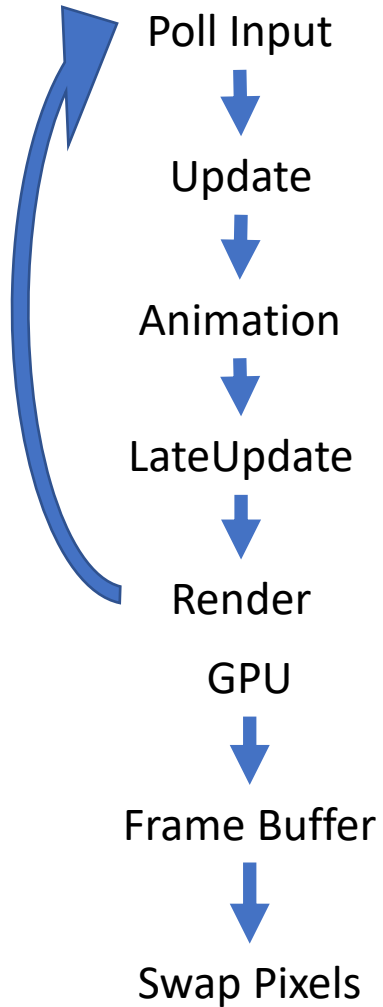 Poll Input
Update
Animation
LateUpdate
Render
GPU
Frame Buffer
Swap Pixels